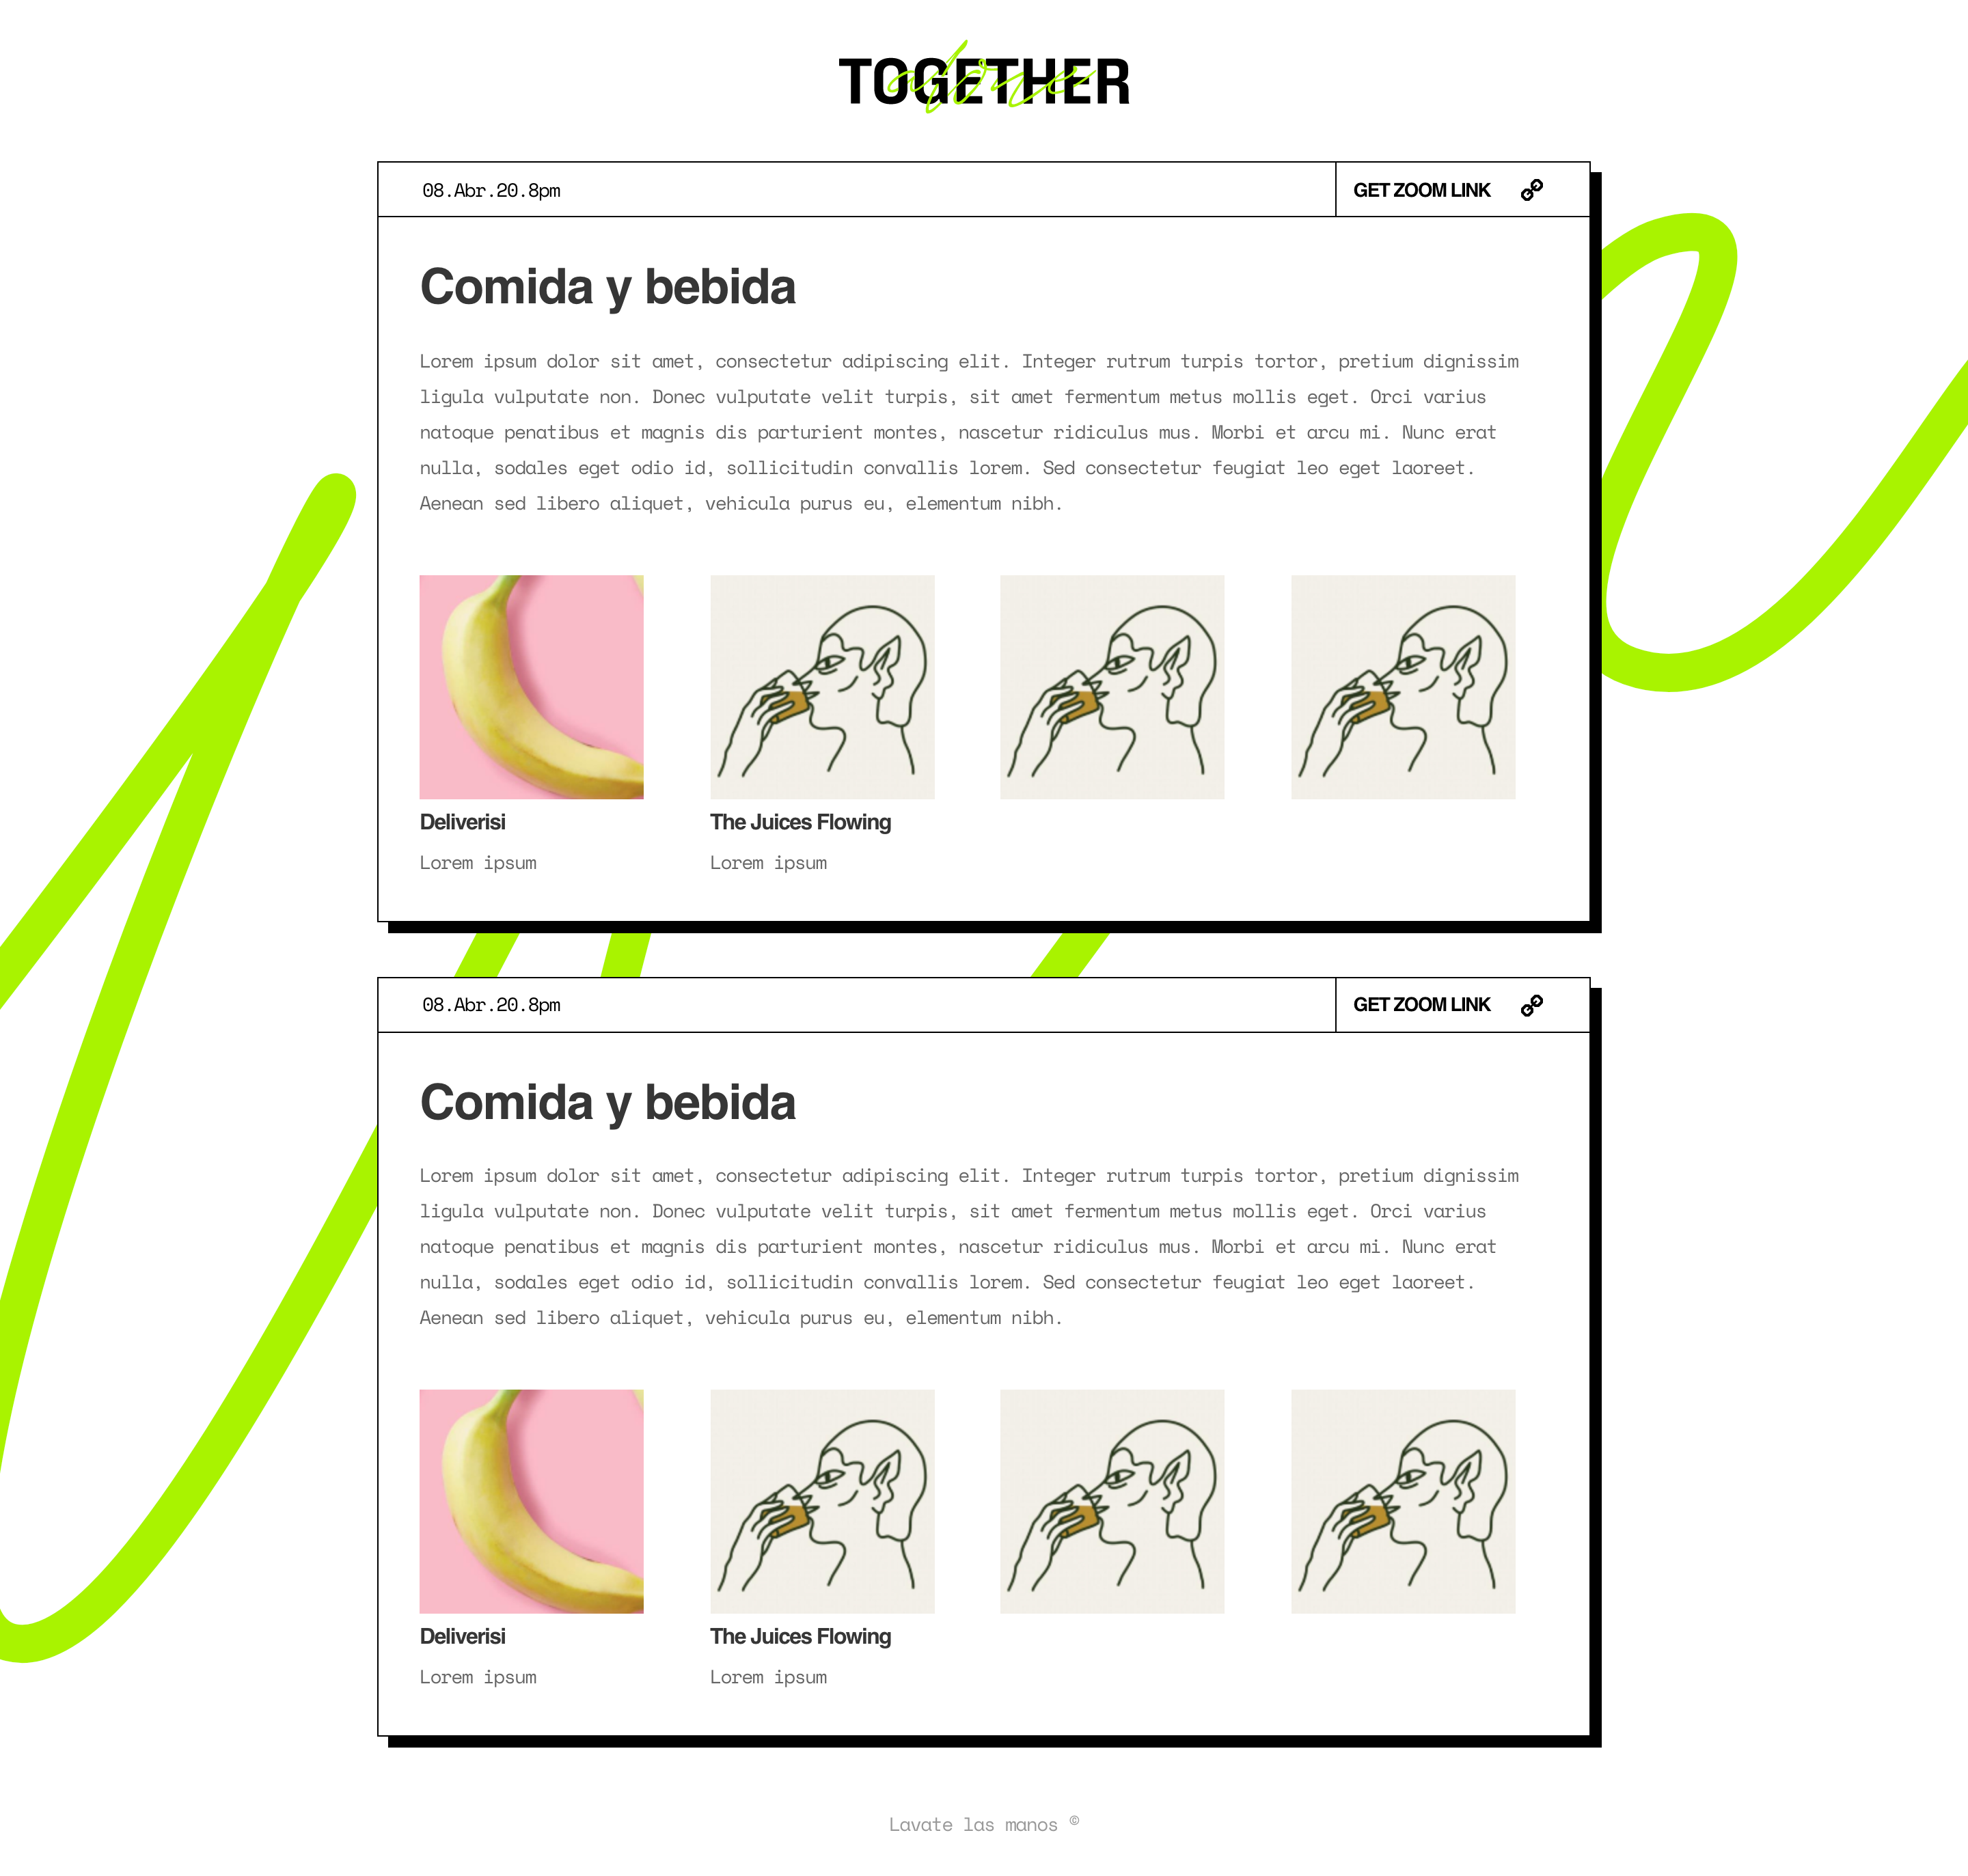 TOGETHER
alone
08.Abr.20.8pm
GET ZOOM LINK
Comida y bebida
Lorem ipsum dolor sit amet, consectetur adipiscing elit. Integer rutrum turpis tortor, pretium dignissim
ligula vulputate non. Donec vulputate velit turpis, sit amet fermentum metus mollis eget. Orci varius
natoque penatibus et magnis dis parturient montes, nascetur ridiculus mus. Morbi et arcu mi. Nunc erat
nulla, sodales eget odio id, sollicitudin convallis lorem. Sed consectetur feugiat leo eget laoreet.
Aenean sed libero aliquet, vehicula purus eu, elementum nibh.
Deliverisi
The Juices Flowing
Lorem ipsum
Lorem ipsum
08.Abr.20.8pm
GET ZOOM LINK
Comida y bebida
Lorem ipsum dolor sit amet, consectetur adipiscing elit. Integer rutrum turpis tortor, pretium dignissim
ligula vulputate non. Donec vulputate velit turpis, sit amet fermentum metus mollis eget. Orci varius
natoque penatibus et magnis dis parturient montes, nascetur ridiculus mus. Morbi et arcu mi. Nunc erat
nulla, sodales eget odio id, sollicitudin convallis lorem. Sed consectetur feugiat leo eget laoreet.
Aenean sed libero aliquet, vehicula purus eu, elementum nibh.
Deliverisi
The Juices Flowing
Lorem ipsum
Lorem ipsum
Lavate las manos ©